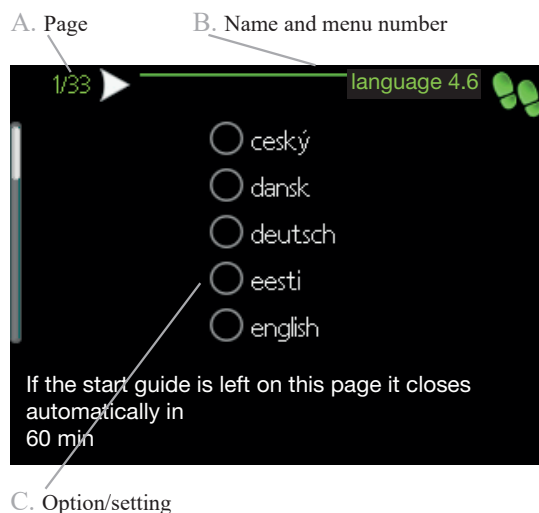 A. Page
B. Name and menu number
1/33
language 4.6
ceský
dansk
deutsch
eesti
english
If the start guide is left on this page it closes
automatically in
60 min
C. Option/setting